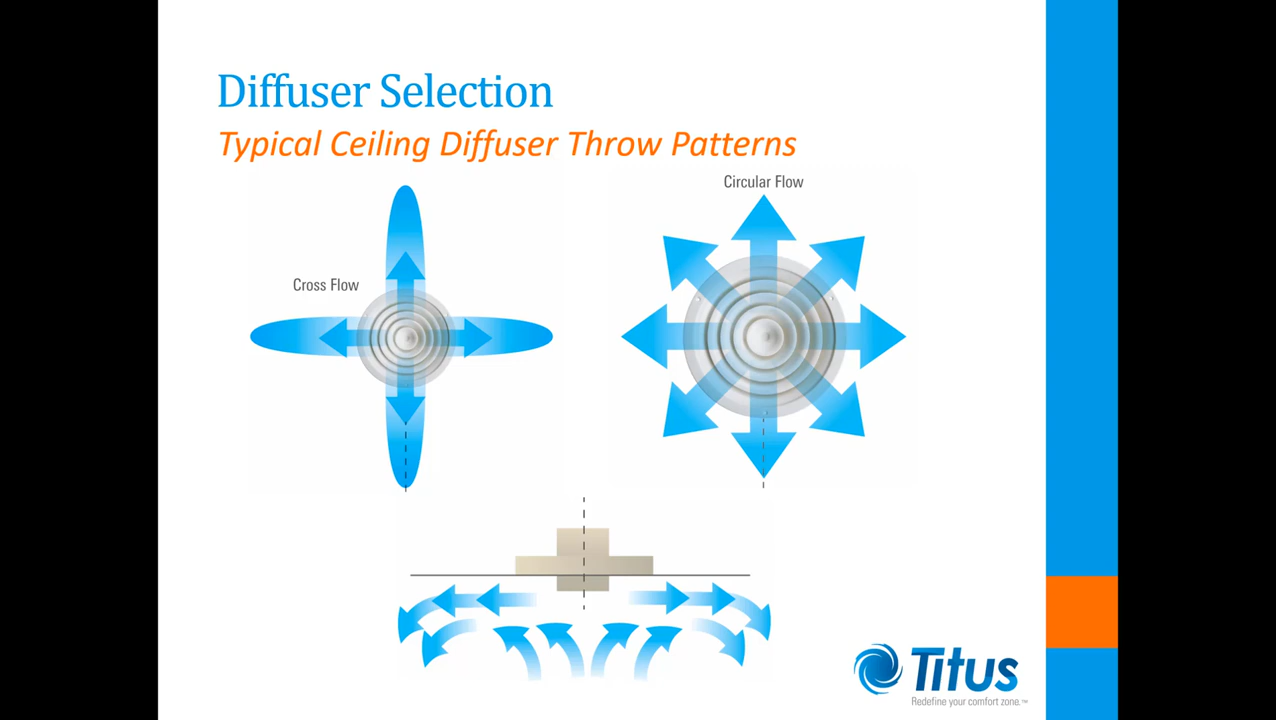 Diffuser Selection
Typical Ceiling Diffuser Throw Patterns
Circular Flow
Cross Flow
Titus
Redefine your comfort zone.™